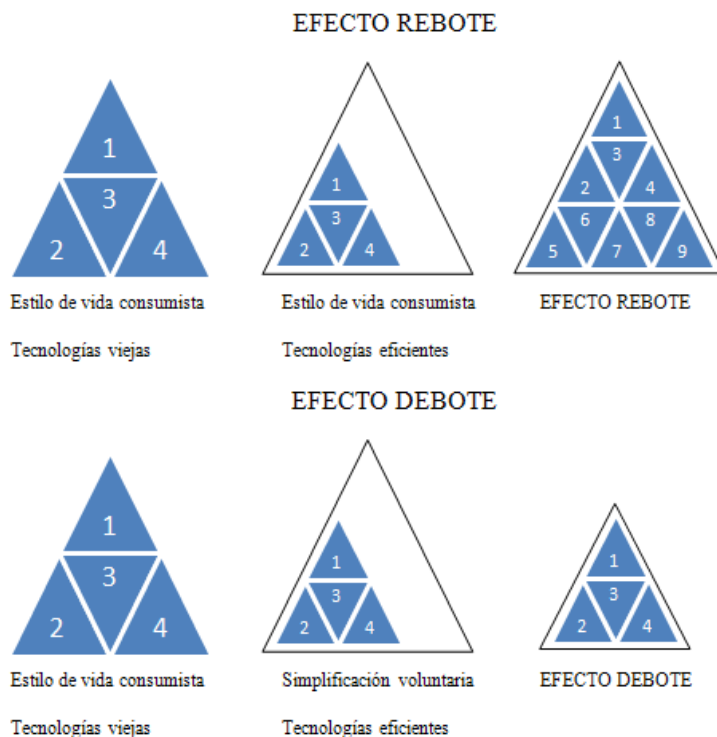 EFECTO REBOTE
1
3
2
4
1
3
2
4
1
3
2
4
6
8
5
7
9
Estilo de vida consumista
Tecnologías viejas
Estilo de vida consumista
Tecnologías eficientes
EFECTO REBOTE
EFECTO DEBOTE
1
3
2
4
1
3
2
4
1
3
2
4
Estilo de vida consumista
Tecnologías viejas
Simplificación voluntaria
Tecnologías eficientes
EFECTO DEBOTE